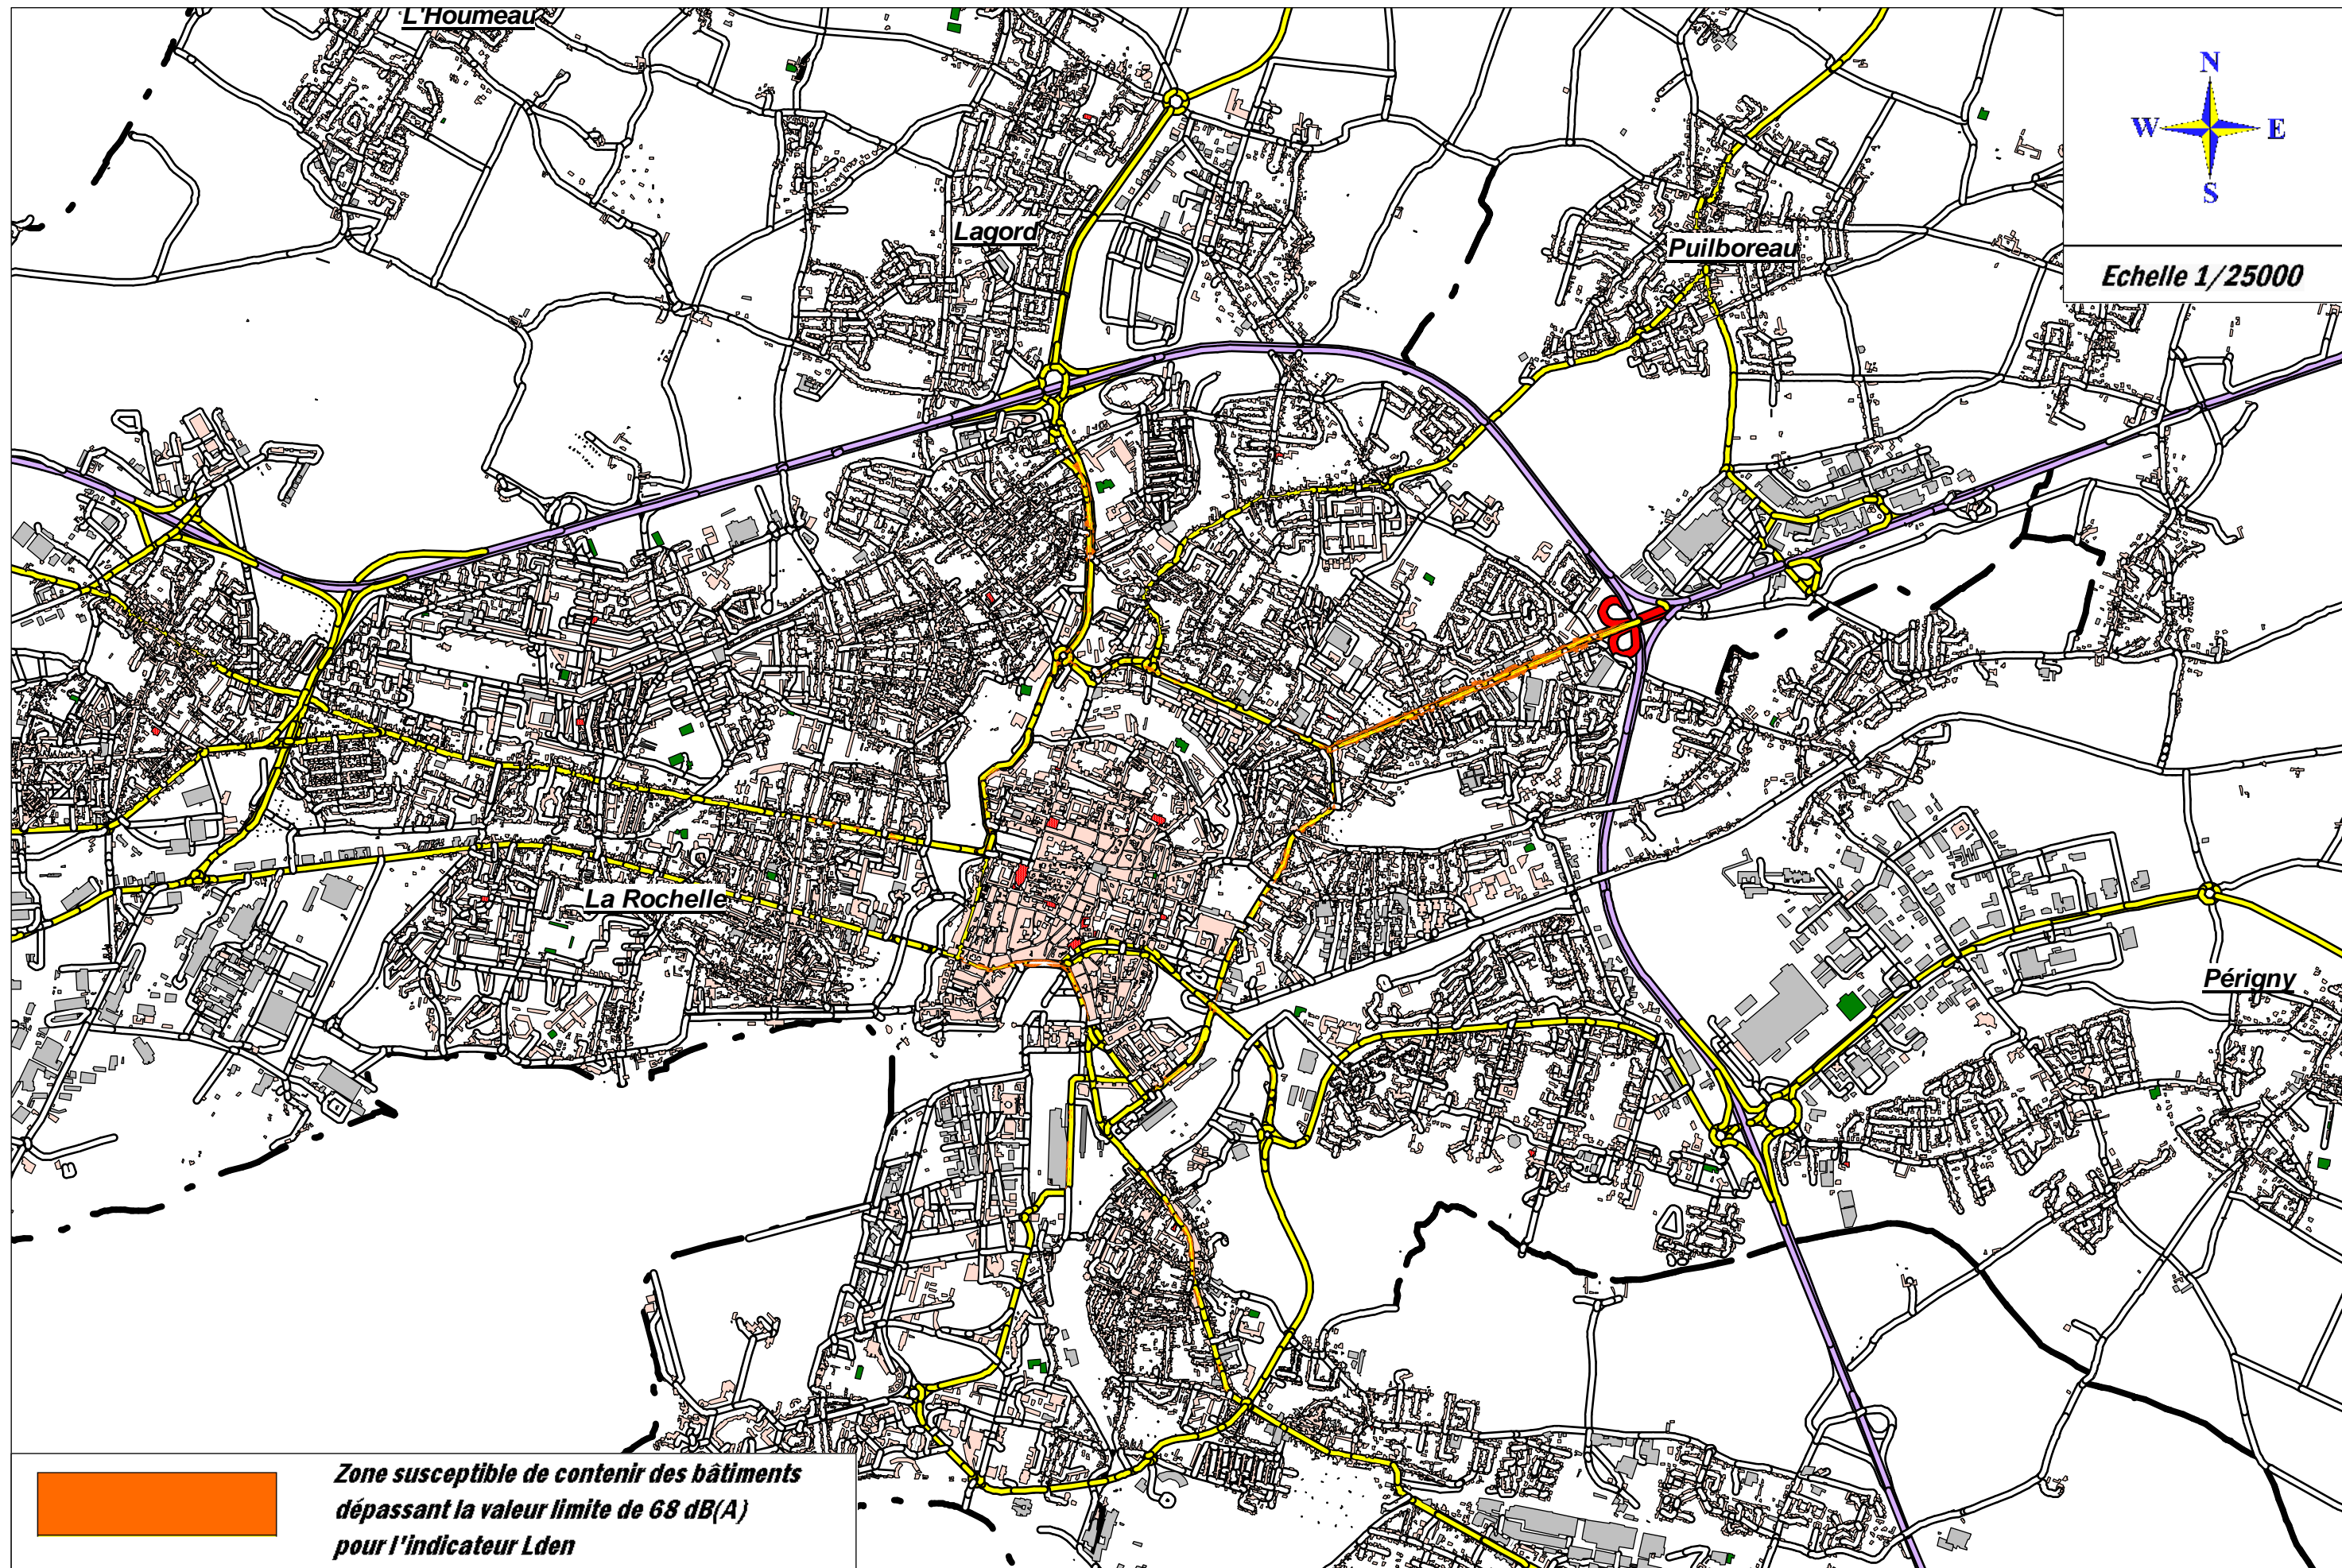 L'Houmeau
N
W E
S
Lagord
Puilboreau
Echelle 1/25000
La Rochelle
Périgny
Zone susceptible de contenir des bâtiments
dépassant la valeur limite de 68 dB(A)
pour l'indicateur Lden